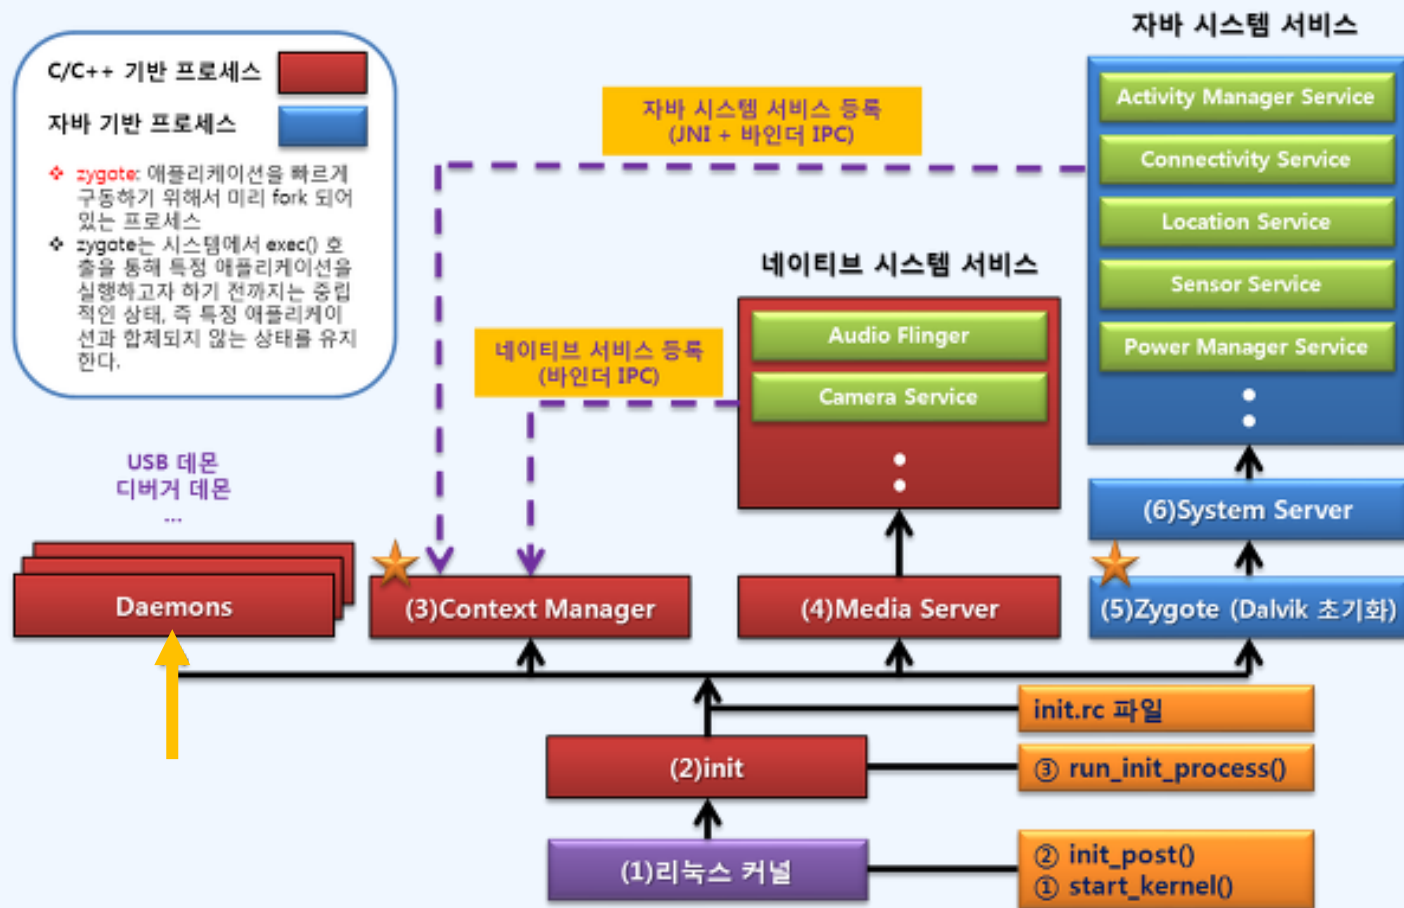 자바 시스템 서비스
C/C++ 기반 프로세스
자바 기반 프로세스
zygote: 애플리케이션을 빠르게
구동하기 위해서 미리 fork 되어
있는 프로세스
zygote는 시스템에서 exec() 호
출을 통해 특정 애플리케이션을
실행하고자 하기 전까지는 중립
적인 상태, 즉 특정 애플리케이
션과 합제되지 않는 상태를 유지
한다.
자바 시스템 서비스 등록
(JNI + 바인더 IPC)
Activity Manager Service
Connectivity Service
Location Service
Sensor Service
Power Manager Service
네이티브 시스템 서비스
Audio Flinger
Camera Service
네이티브 서비스 등록
(바인더 IPC)
USB 데몬
디버거 데몬
...
(6)System Server
Daemons
(3)Context Manager
(4)Media Server
(5)Zygote (Dalvik 초기화)
init.rc 파일
(2)init
③ run_init_process()
(1)리눅스 커널
② init_post()
① start_kernel()